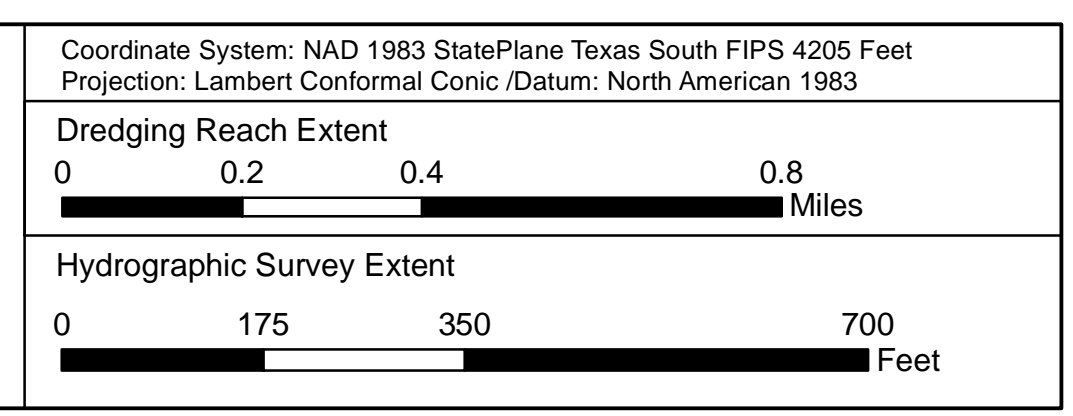 Coordinate System: NAD 1983 StatePlane Texas South FIPS 4205 Feet
Projection: Lambert Conformal Conic /Datum: North American 1983
Dredging Reach Extent
0 0.2 0.4 0.8
Miles
Hydrographic Survey Extent
0 175 350 700
Feet